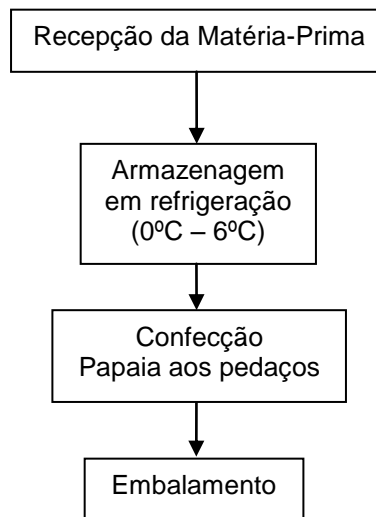 Recepção da Matéria-Prima
Armazenagem
em refrigeração
(0ºC – 6ºC)
Confecção
Papaia aos pedaços
Embalamento